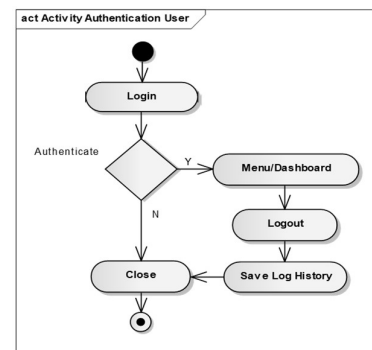 act Activity Authentication User
Login
Authenticate
Y
Menu/Dashboard
N
Logout
Close
Save Log History